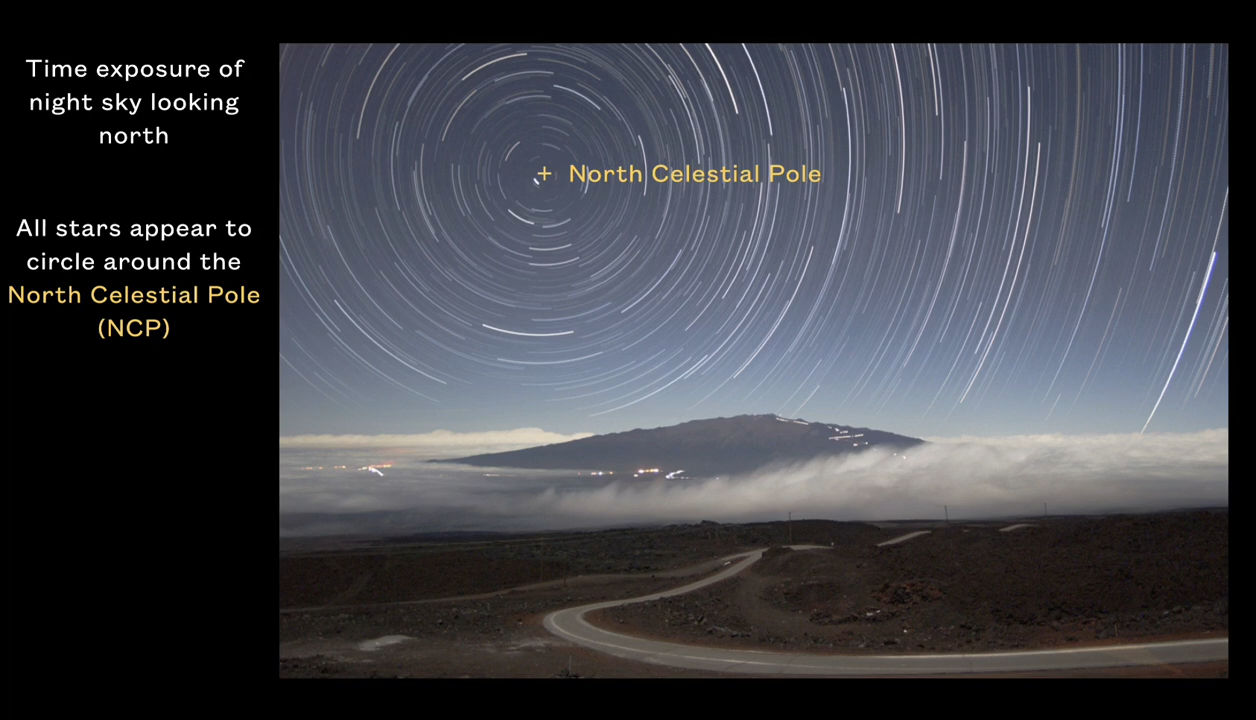 Time exposure of
night sky looking
north
All stars appear to
circle around the
North Celestial Pole
(NCP)
+ North Celestial Pole